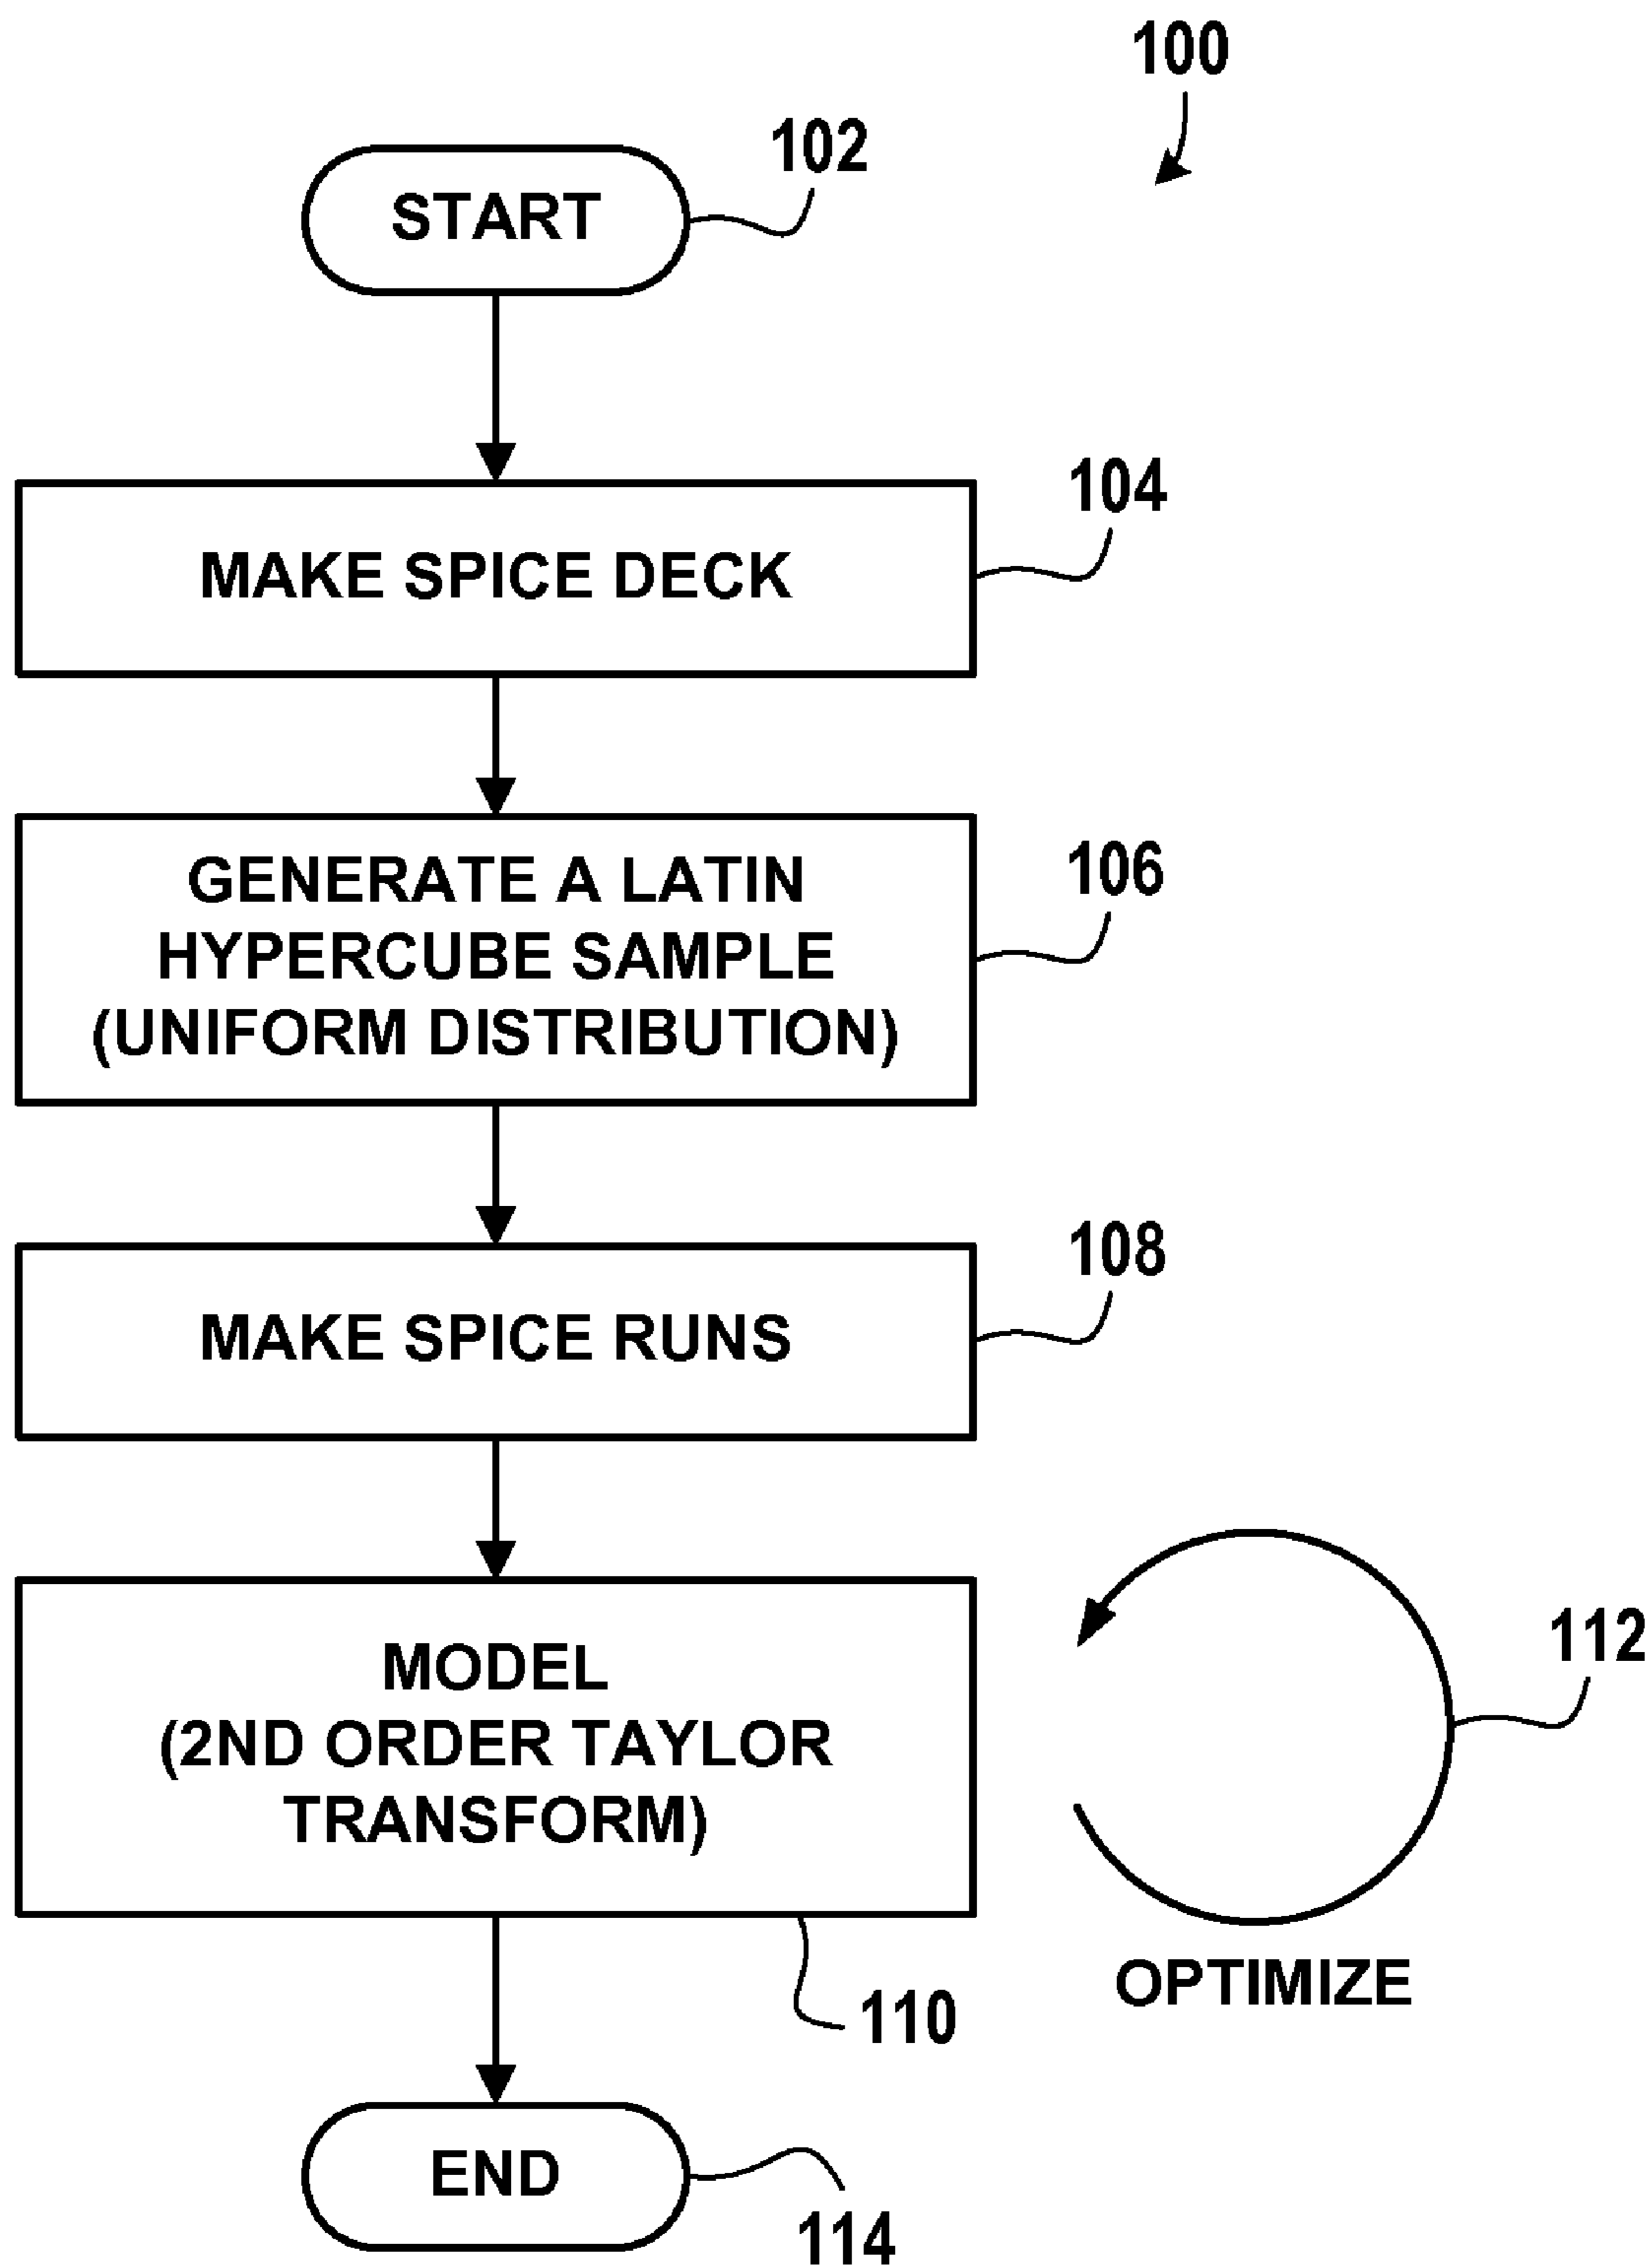 100
102
START
104
MAKE SPICE DECK
106
GENERATE A LATIN
HYPERCUBE SAMPLE
(UNIFORM DISTRIBUTION)
108
MAKE SPICE RUNS
112
MODEL
(2ND ORDER TAYLOR
TRANSFORM)
OPTIMIZE
110
END
114